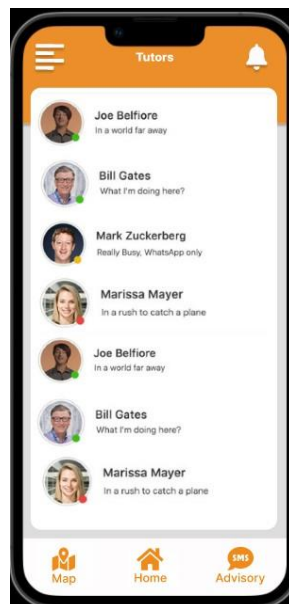 Tutors
Joe Belfiore
In a world far away
Bill Gates
What I'm doing here?
Mark Zuckerberg
Really Busy, WhatsApp only
Marissa Mayer
In a rush to catch a plane
Joe Belfiore
In a world far away
Bill Gates
What I'm doing here?
Marissa Mayer
In a rush to catch a plane
SMS
Map
Home
Advisory